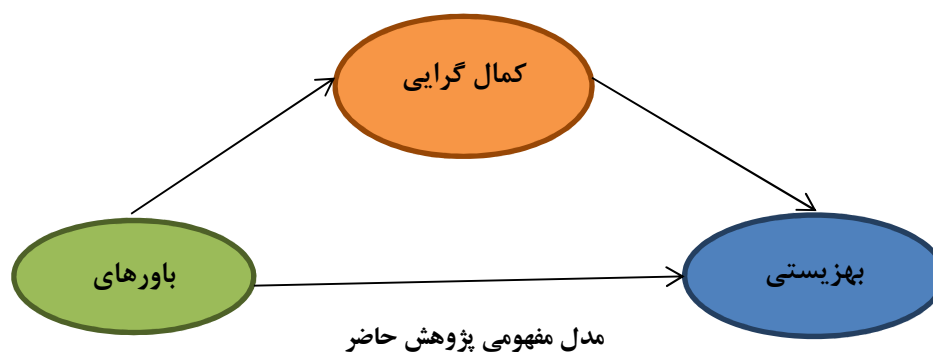 کمال گرایی
باورهای
بهزیستی
مدل مفهومی پژوهش حاضر